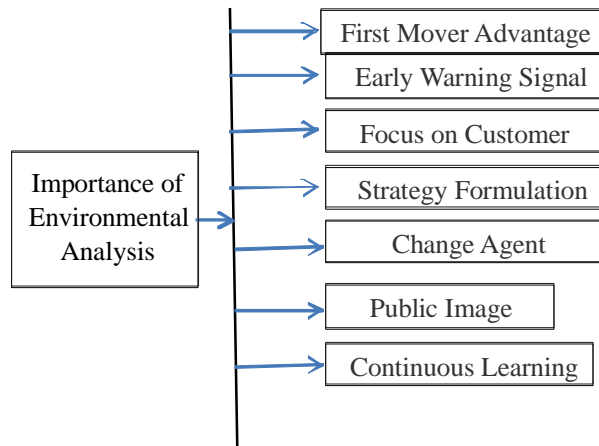 First Mover Advantage
Early Warning Signal
Focus on Customer
Importance of
Environmental
Analysis
Strategy Formulation
Change Agent
Public Image
Continuous Learning